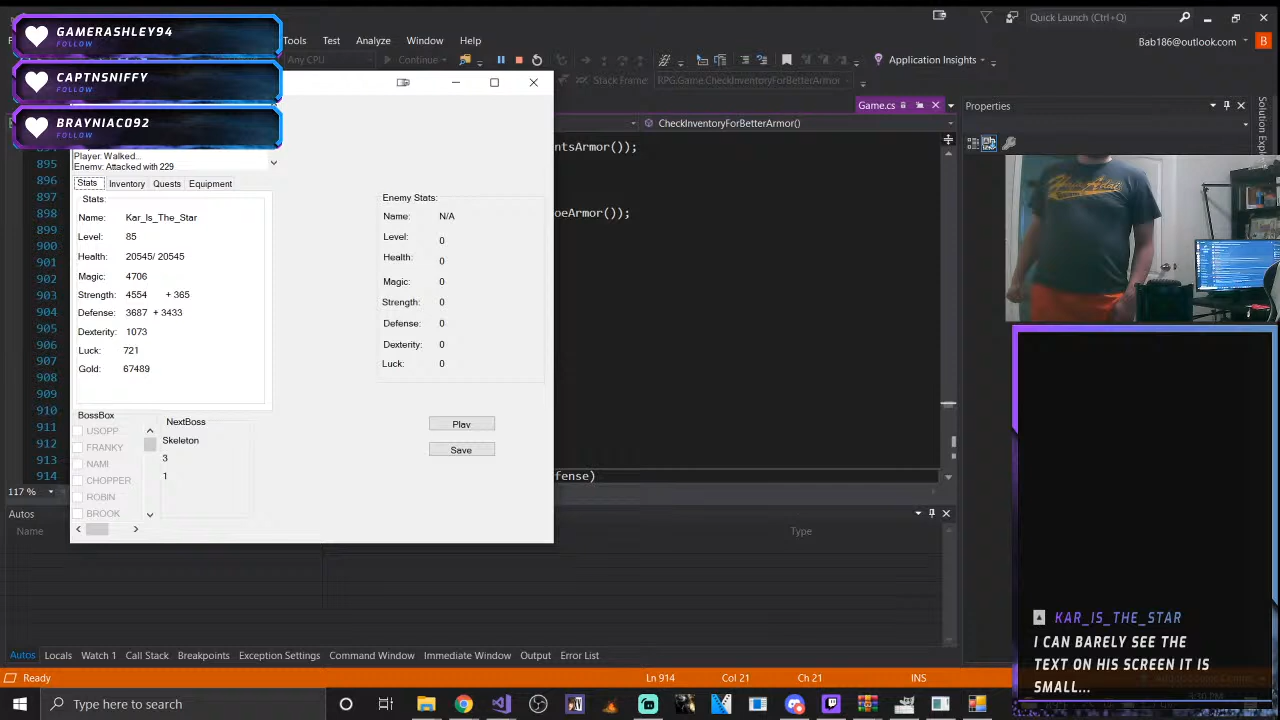 GAMERASHLEY94
FOLLOW
CAPTNSNIFFY
FOLLOW
BRAYNIAC092
FOLLOW
Tools Test Analyze Window Help
Quick Launch (Ctrl+Q)
Bab186@outlook.com
B
Any CPU
Continue
Application Insights
Stack Frame:
RPG.Game.CheckInventoryForBetterArmor
Game.cs
Properties
Solution Explorer
CheckInventoryForBetterArmor()
Player: Walked...
Enemy: Attacked with 229
Stats Inventory Quests Equipment
Stats:
Name: Kar_Is_The_Star
Level: 85
Health: 20545/ 20545
Magic: 4706
Strength: 4554 + 365
Defense: 3687 + 3433
Dexterity: 1073
Luck: 721
Gold: 67489
Enemy Stats:
Name: N/A
Level: 0
Health: 0
Magic: 0
Strength: 0
Defense: 0
Dexterity: 0
Luck: 0
BossBox
USOPP
FRANKY
NAMI
CHOPPER
ROBIN
BROOK
NextBoss
Skeleton
3
1
Play
Save
895
896
897
898
899
900
901
902
903
904
905
906
907
908
909
910
911
912
913
914
ntsArmor());
oeArmor());
fense)
117 %
Autos
Name
Type
Autos Locals Watch 1 Call Stack Breakpoints Exception Settings Command Window Immediate Window Output Error List
Ready
Ln 914 Col 21 Ch 21 INS
Type here to search
KAR_IS_THE_STAR
I CAN BARELY SEE THE
TEXT ON HIS SCREEN IT IS
SMALL...